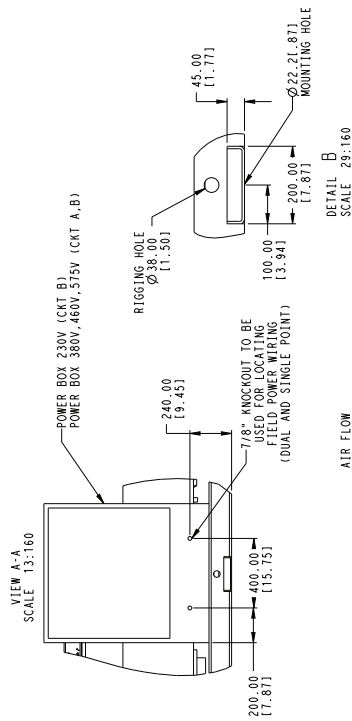 VIEW A-A
SCALE 13:160
POWER BOX 230V (CKT B)
POWER BOX 380V,460V,575V (CKT A,B)
240.00
[9.45]
7/8" KNOCKOUT TO BE
USED FOR LOCATING
FIELD POWER WIRING
(DUAL AND SINGLE POINT)
400.00
[15.75]
200.00
[7.87]
AIR FLOW
RIGGING HOLE
Ø38.00
[1.50]
45.00
[1.77]
Ø22.2[.87]
MOUNTING HOLE
200.00
[7.87]
100.00
[3.94]
DETAIL B
SCALE 29:160